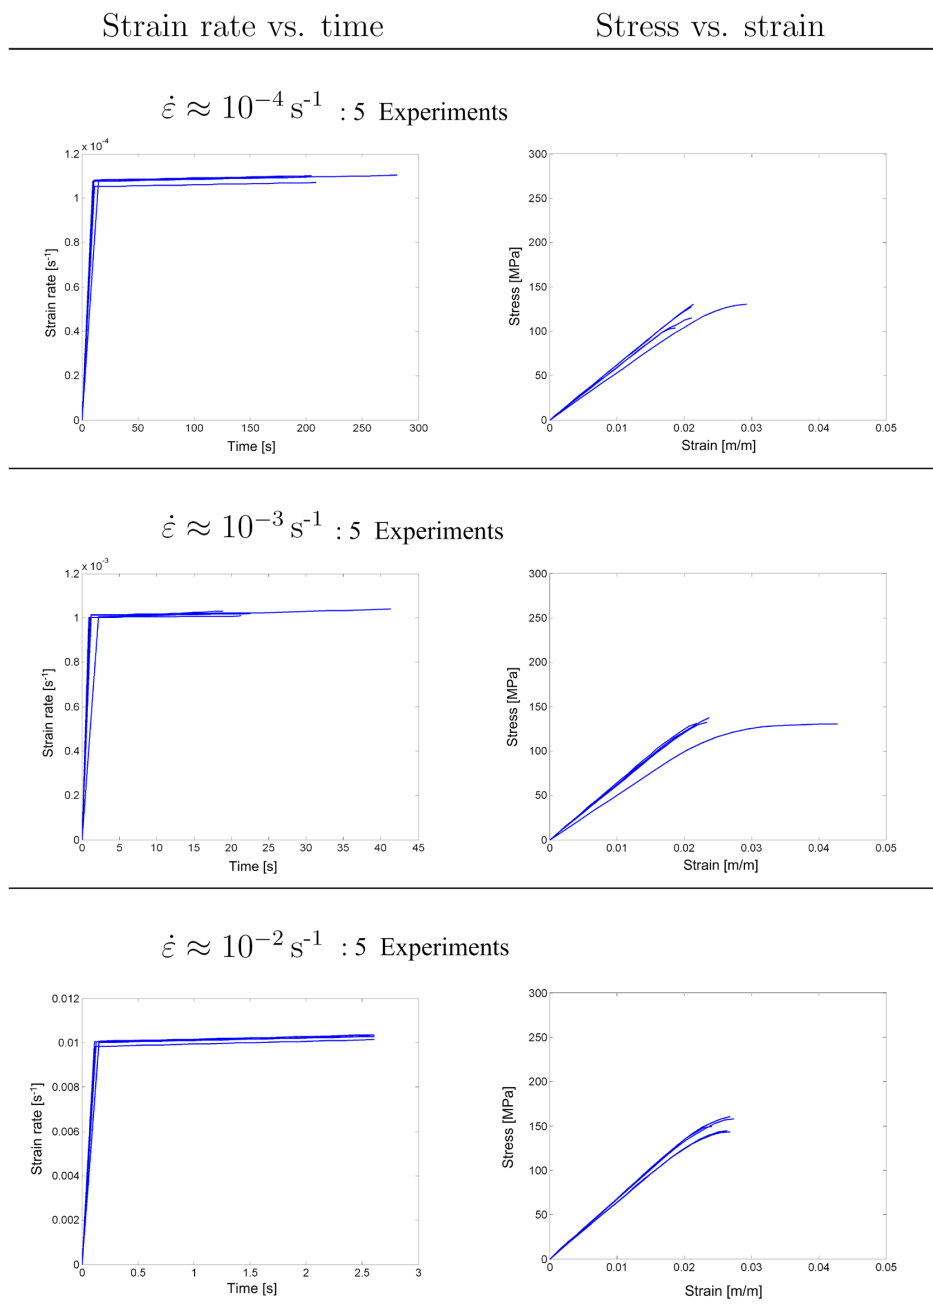 Strain rate vs. time
Stress vs. strain
ε̇ ≈ 10⁻⁴ s⁻¹ : 5 Experiments
x 10⁻⁴
1.2
1
0.8
0.6
0.4
0.2
0
Strain rate [s⁻¹]
0 50 100 150 200 250 300
Time [s]
300
250
200
150
100
50
0
Stress [MPa]
0 0.01 0.02 0.03 0.04 0.05
Strain [m/m]
ε̇ ≈ 10⁻³ s⁻¹ : 5 Experiments
x 10⁻³
1.2
1
0.8
0.6
0.4
0.2
0
Strain rate [s⁻¹]
0 5 10 15 20 25 30 35 40 45
Time [s]
300
250
200
150
100
50
0
Stress [MPa]
0 0.01 0.02 0.03 0.04 0.05
Strain [m/m]
ε̇ ≈ 10⁻² s⁻¹ : 5 Experiments
0.012
0.01
0.008
0.006
0.004
0.002
0
Strain rate [s⁻¹]
0 0.5 1 1.5 2 2.5 3
Time [s]
300
250
200
150
100
50
0
Stress [MPa]
0 0.01 0.02 0.03 0.04 0.05
Strain [m/m]